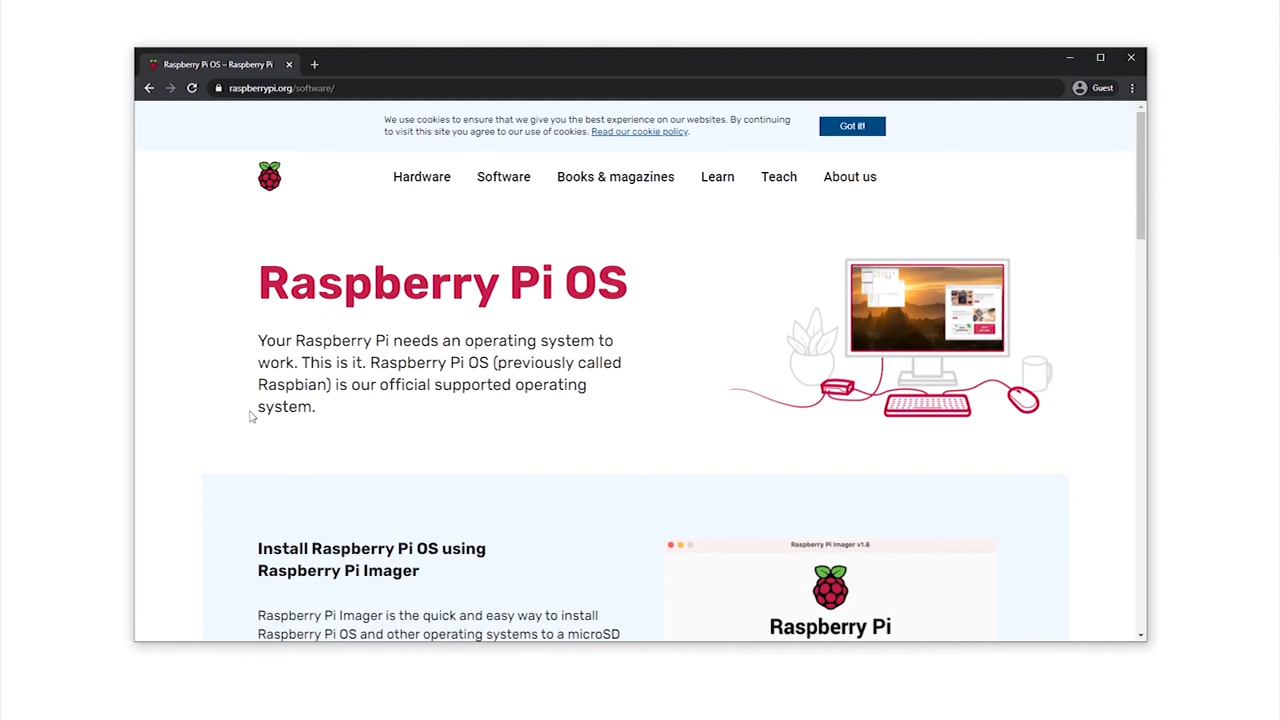 Raspberry Pi OS – Raspberry Pi
raspberrypi.org/software/
Guest
We use cookies to ensure that we give you the best experience on our websites. By continuing
to visit this site you agree to our use of cookies. Read our cookie policy.
Got it!
Hardware Software Books & magazines Learn Teach About us
Raspberry Pi OS
Your Raspberry Pi needs an operating system to
work. This is it. Raspberry Pi OS (previously called
Raspbian) is our official supported operating
system.
Install Raspberry Pi OS using
Raspberry Pi Imager
Raspberry Pi Imager is the quick and easy way to install
Raspberry Pi OS and other operating systems to a microSD
Raspberry Pi Imager v1.6
Raspberry Pi